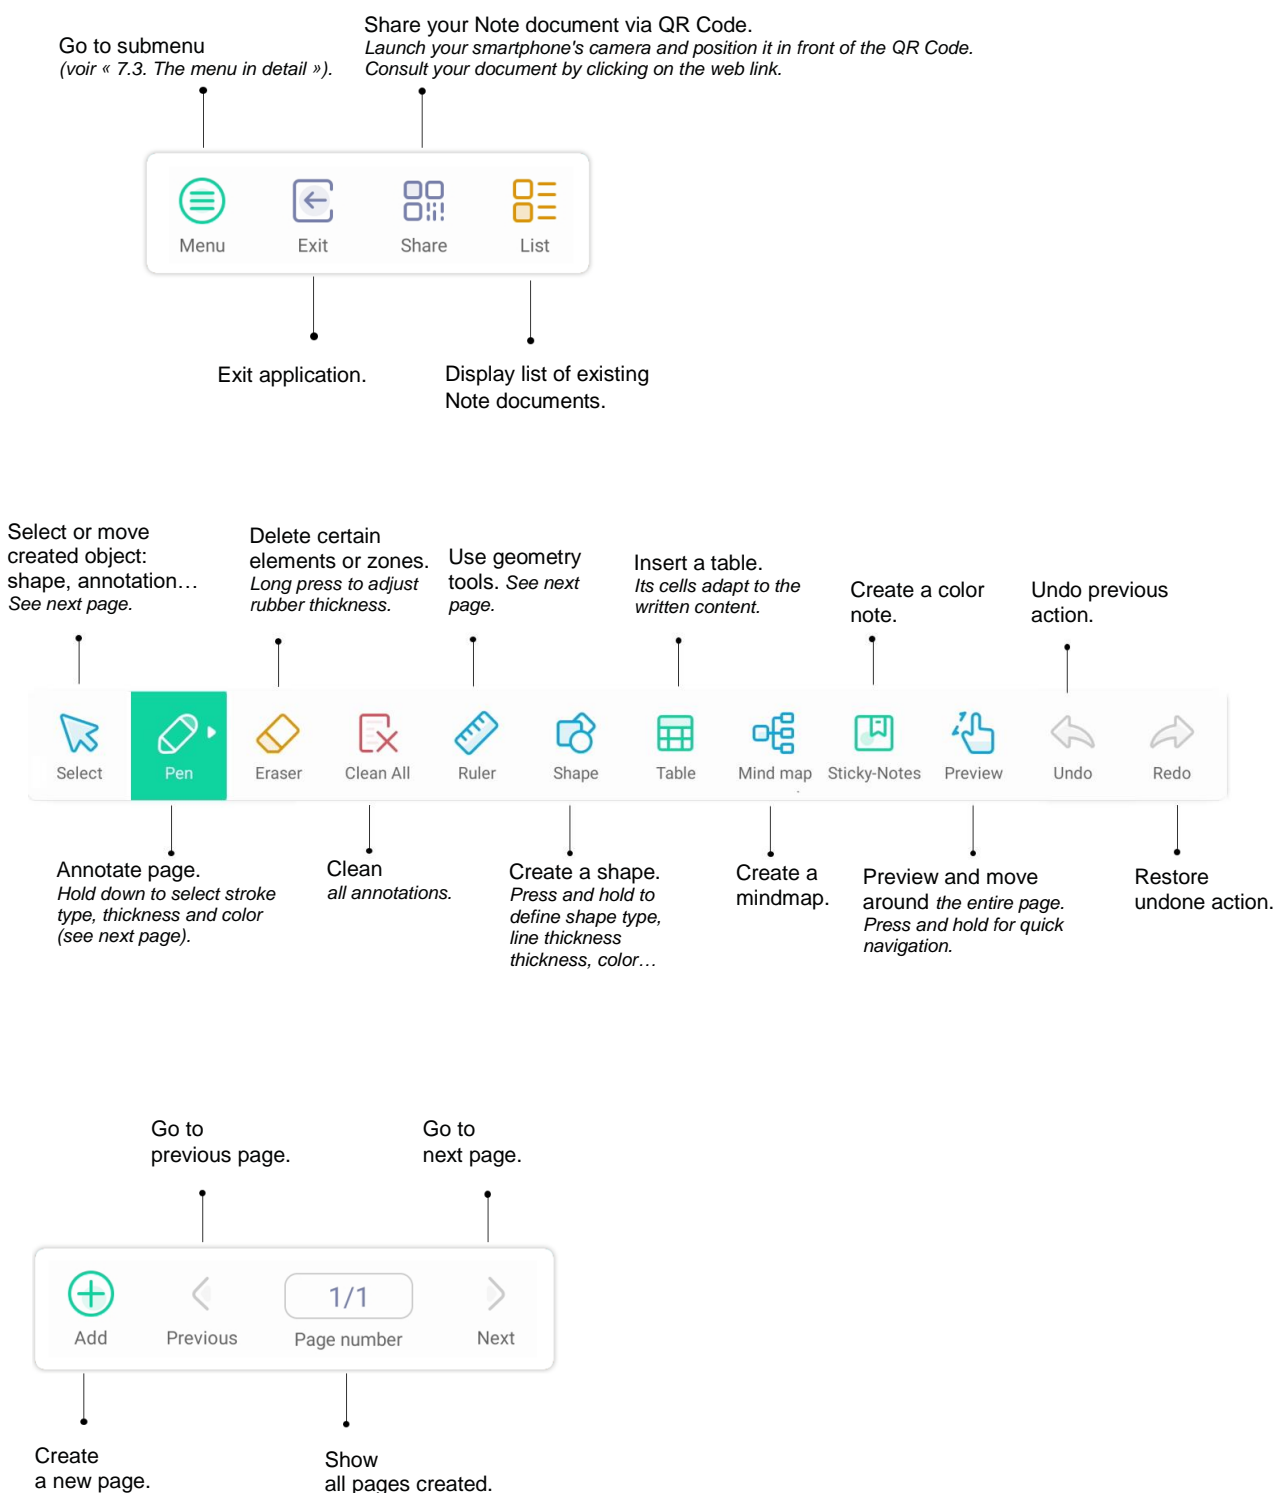 Go to submenu
(voir « 7.3. The menu in detail »).
Share your Note document via QR Code.
Launch your smartphone's camera and position it in front of the QR Code.
Consult your document by clicking on the web link.
Menu
Exit
Share
List
Exit application.
Display list of existing
Note documents.
Select or move
created object:
shape, annotation…
See next page.
Delete certain
elements or zones.
Long press to adjust
rubber thickness.
Use geometry
tools. See next
page.
Insert a table.
Its cells adapt to the
written content.
Create a color
note.
Undo previous
action.
Select
Pen
Eraser
Clean All
Ruler
Shape
Table
Mind map
Sticky-Notes
Preview
Undo
Redo
Annotate page.
Hold down to select stroke
type, thickness and color
(see next page).
Clean
all annotations.
Create a shape.
Press and hold to
define shape type,
line thickness
thickness, color…
Create a
mindmap.
Preview and move
around the entire page.
Press and hold for quick
navigation.
Restore
undone action.
Go to
previous page.
Go to
next page.
Add
Previous
1/1
Page number
Next
Create
a new page.
Show
all pages created.